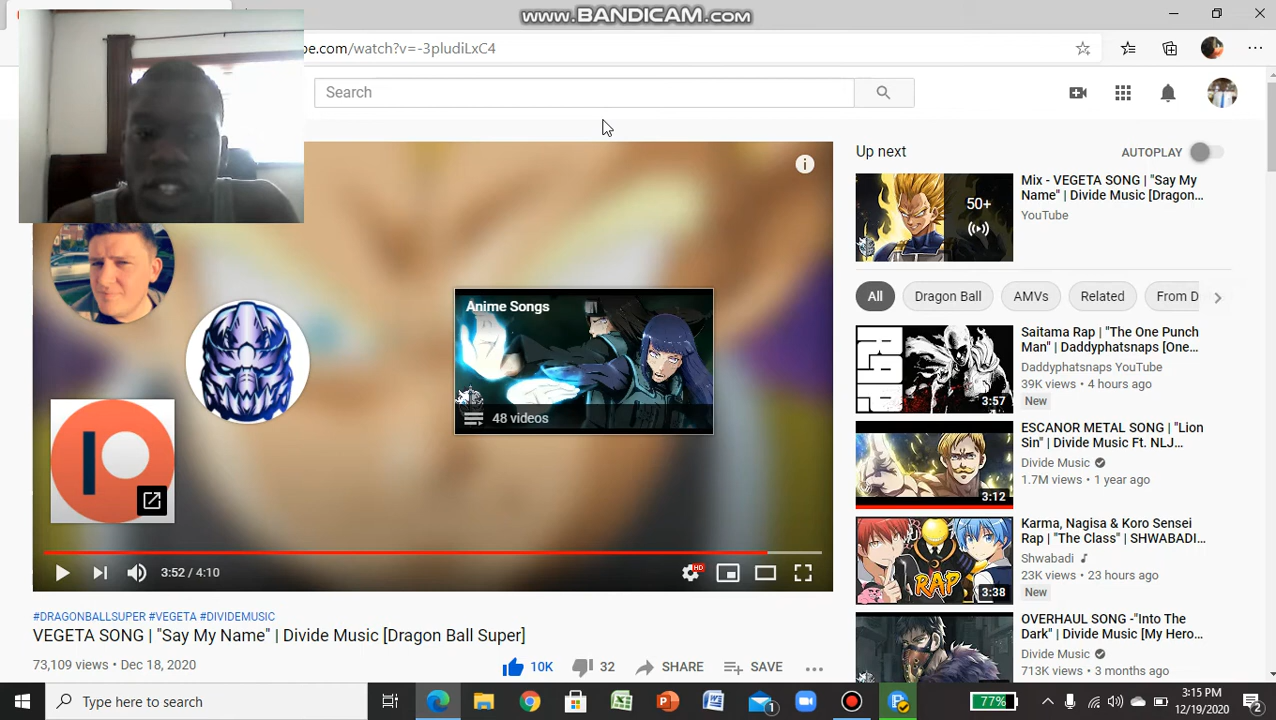 WWW.BANDICAM.COM
be.com/watch?v=-3pIudiLxC4
Search
Up next
AUTOPLAY
50+
Mix - VEGETA SONG | "Say My
Name" | Divide Music [Dragon...
YouTube
All
Dragon Ball
AMVs
Related
From D
Anime Songs
48 videos
RAP
3:57
Saitama Rap | "The One Punch
Man" | Daddyphatsnaps [One...
Daddyphatsnaps YouTube
39K views • 4 hours ago
New
3:12
ESCANOR METAL SONG | "Lion
Sin" | Divide Music Ft. NLJ...
Divide Music
1.7M views • 1 year ago
RAP
3:38
Karma, Nagisa & Koro Sensei
Rap | "The Class" | SHWABADI...
Shwabadi
23K views • 23 hours ago
New
OVERHAUL SONG -"Into The
Dark" | Divide Music [My Hero...
Divide Music
713K views • 3 months ago
3:52 / 4:10
HD
#DRAGONBALLSUPER #VEGETA #DIVIDEMUSIC
VEGETA SONG | "Say My Name" | Divide Music [Dragon Ball Super]
73,109 views • Dec 18, 2020
10K
32
SHARE
SAVE
Type here to search
1
77%
3:15 PM
12/19/2020
2